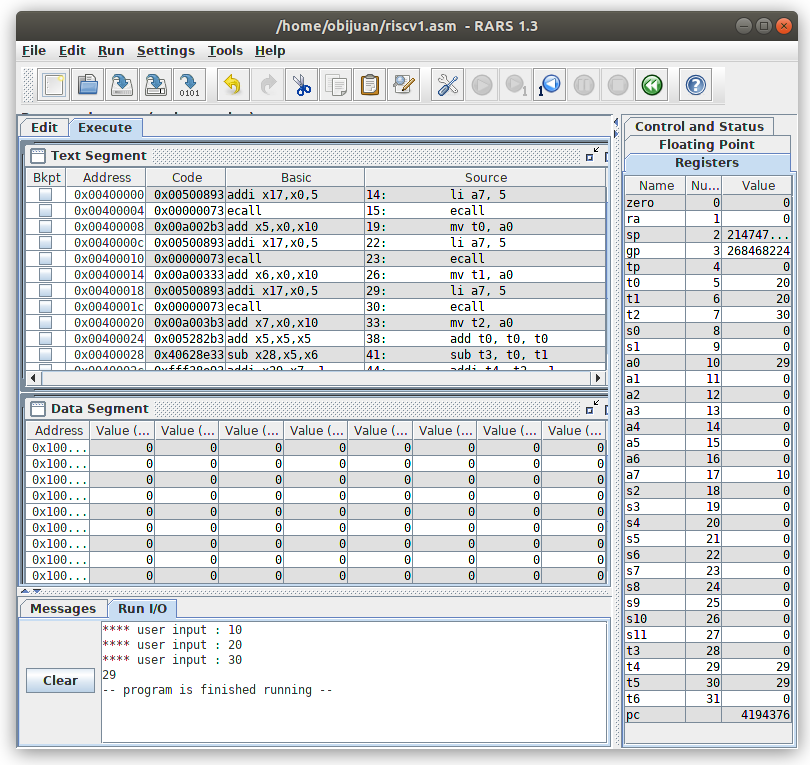 /home/obijuan/riscv1.asm - RARS 1.3
File Edit Run Settings Tools Help
Edit Execute
Text Segment
Bkpt Address Code Basic Source
0x00400000 0x00500893 addi x17,x0,5 14: li a7, 5
0x00400004 0x00000073 ecall 15: ecall
0x00400008 0x00a002b3 add x5,x0,x10 19: mv t0, a0
0x0040000c 0x00500893 addi x17,x0,5 22: li a7, 5
0x00400010 0x00000073 ecall 23: ecall
0x00400014 0x00a00333 add x6,x0,x10 26: mv t1, a0
0x00400018 0x00500893 addi x17,x0,5 29: li a7, 5
0x0040001c 0x00000073 ecall 30: ecall
0x00400020 0x00a003b3 add x7,x0,x10 33: mv t2, a0
0x00400024 0x005282b3 add x5,x5,x5 38: add t0, t0, t0
0x00400028 0x40628e33 sub x28,x5,x6 41: sub t3, t0, t1
Data Segment
Address Value (... Value (... Value (... Value (... Value (... Value (... Value (... Value (...
0x100... 0 0 0 0 0 0 0 0
0x100... 0 0 0 0 0 0 0 0
0x100... 0 0 0 0 0 0 0 0
0x100... 0 0 0 0 0 0 0 0
0x100... 0 0 0 0 0 0 0 0
0x100... 0 0 0 0 0 0 0 0
0x100... 0 0 0 0 0 0 0 0
0x100... 0 0 0 0 0 0 0 0
0x100... 0 0 0 0 0 0 0 0
Messages Run I/O
Clear
**** user input : 10
**** user input : 20
**** user input : 30
29
-- program is finished running --
Control and Status
Floating Point
Registers
Name Nu... Value
zero 0 0
ra 1 0
sp 2 214747...
gp 3 268468224
tp 4 0
t0 5 20
t1 6 20
t2 7 30
s0 8 0
s1 9 0
a0 10 29
a1 11 0
a2 12 0
a3 13 0
a4 14 0
a5 15 0
a6 16 0
a7 17 10
s2 18 0
s3 19 0
s4 20 0
s5 21 0
s6 22 0
s7 23 0
s8 24 0
s9 25 0
s10 26 0
s11 27 0
t3 28 0
t4 29 29
t5 30 29
t6 31 0
pc 4194376